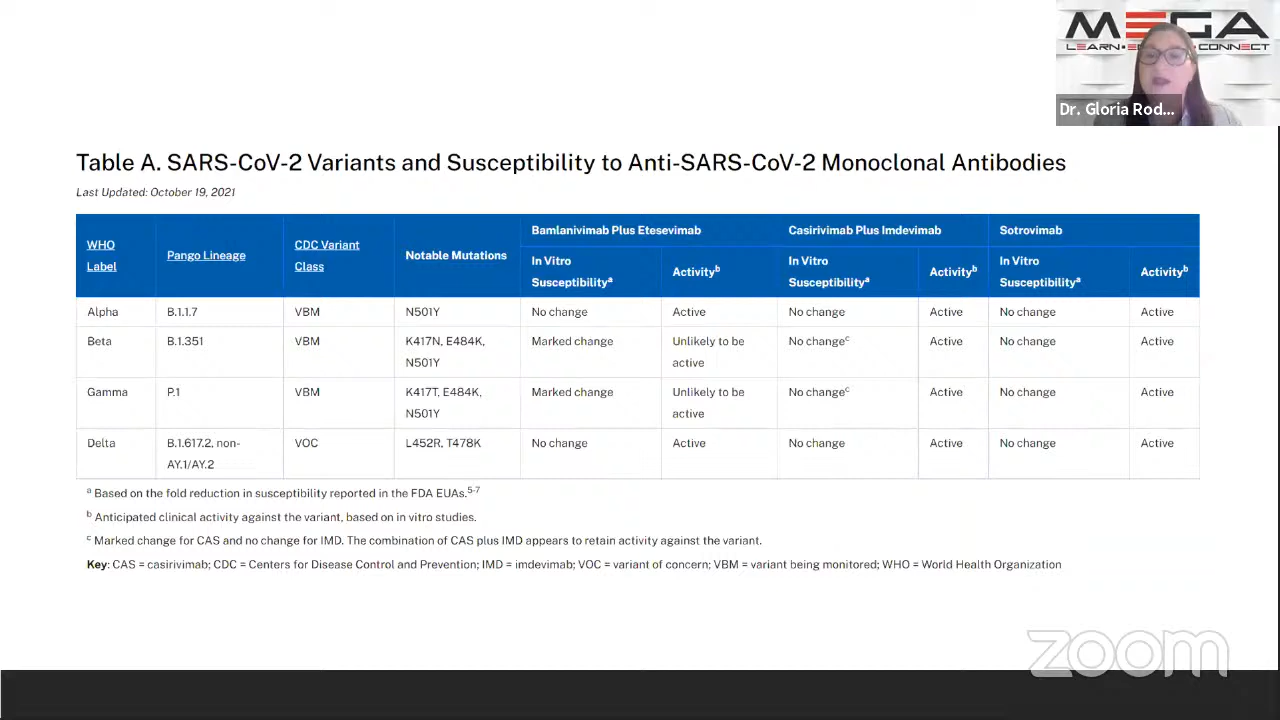 MEGA
Dr. Gloria Rod...
Table A. SARS-CoV-2 Variants and Susceptibility to Anti-SARS-CoV-2 Monoclonal Antibodies
Last Updated: October 19, 2021
WHO Label Pango Lineage CDC Variant Class Notable Mutations Bamlanivimab Plus Etesevimab Casirivimab Plus Imdevimab Sotrovimab
In Vitro Susceptibilityᵃ Activityᵇ In Vitro Susceptibilityᵃ Activityᵇ In Vitro Susceptibilityᵃ Activityᵇ
Alpha B.1.1.7 VBM N501Y No change Active No change Active No change Active
Beta B.1.351 VBM K417N, E484K, N501Y Marked change Unlikely to be active No changeᶜ Active No change Active
Gamma P.1 VBM K417T, E484K, N501Y Marked change Unlikely to be active No changeᶜ Active No change Active
Delta B.1.617.2, non-AY.1/AY.2 VOC L452R, T478K No change Active No change Active No change Active
ᵃ Based on the fold reduction in susceptibility reported in the FDA EUAs.⁵⁻⁷
ᵇ Anticipated clinical activity against the variant, based on in vitro studies.
ᶜ Marked change for CAS and no change for IMD. The combination of CAS plus IMD appears to retain activity against the variant.
Key: CAS = casirivimab; CDC = Centers for Disease Control and Prevention; IMD = imdevimab; VOC = variant of concern; VBM = variant being monitored; WHO = World Health Organization
zoom